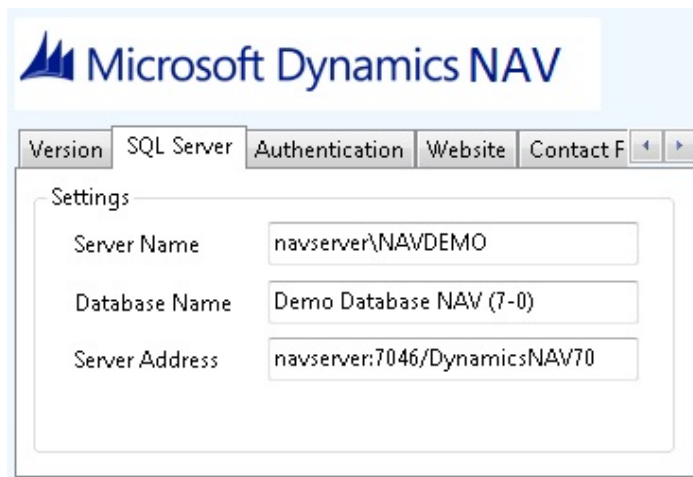 Microsoft Dynamics NAV
Version SQL Server Authentication Website Contact F
Settings
Server Name navserver\NAVDEMO
Database Name Demo Database NAV (7-0)
Server Address navserver:7046/DynamicsNAV70